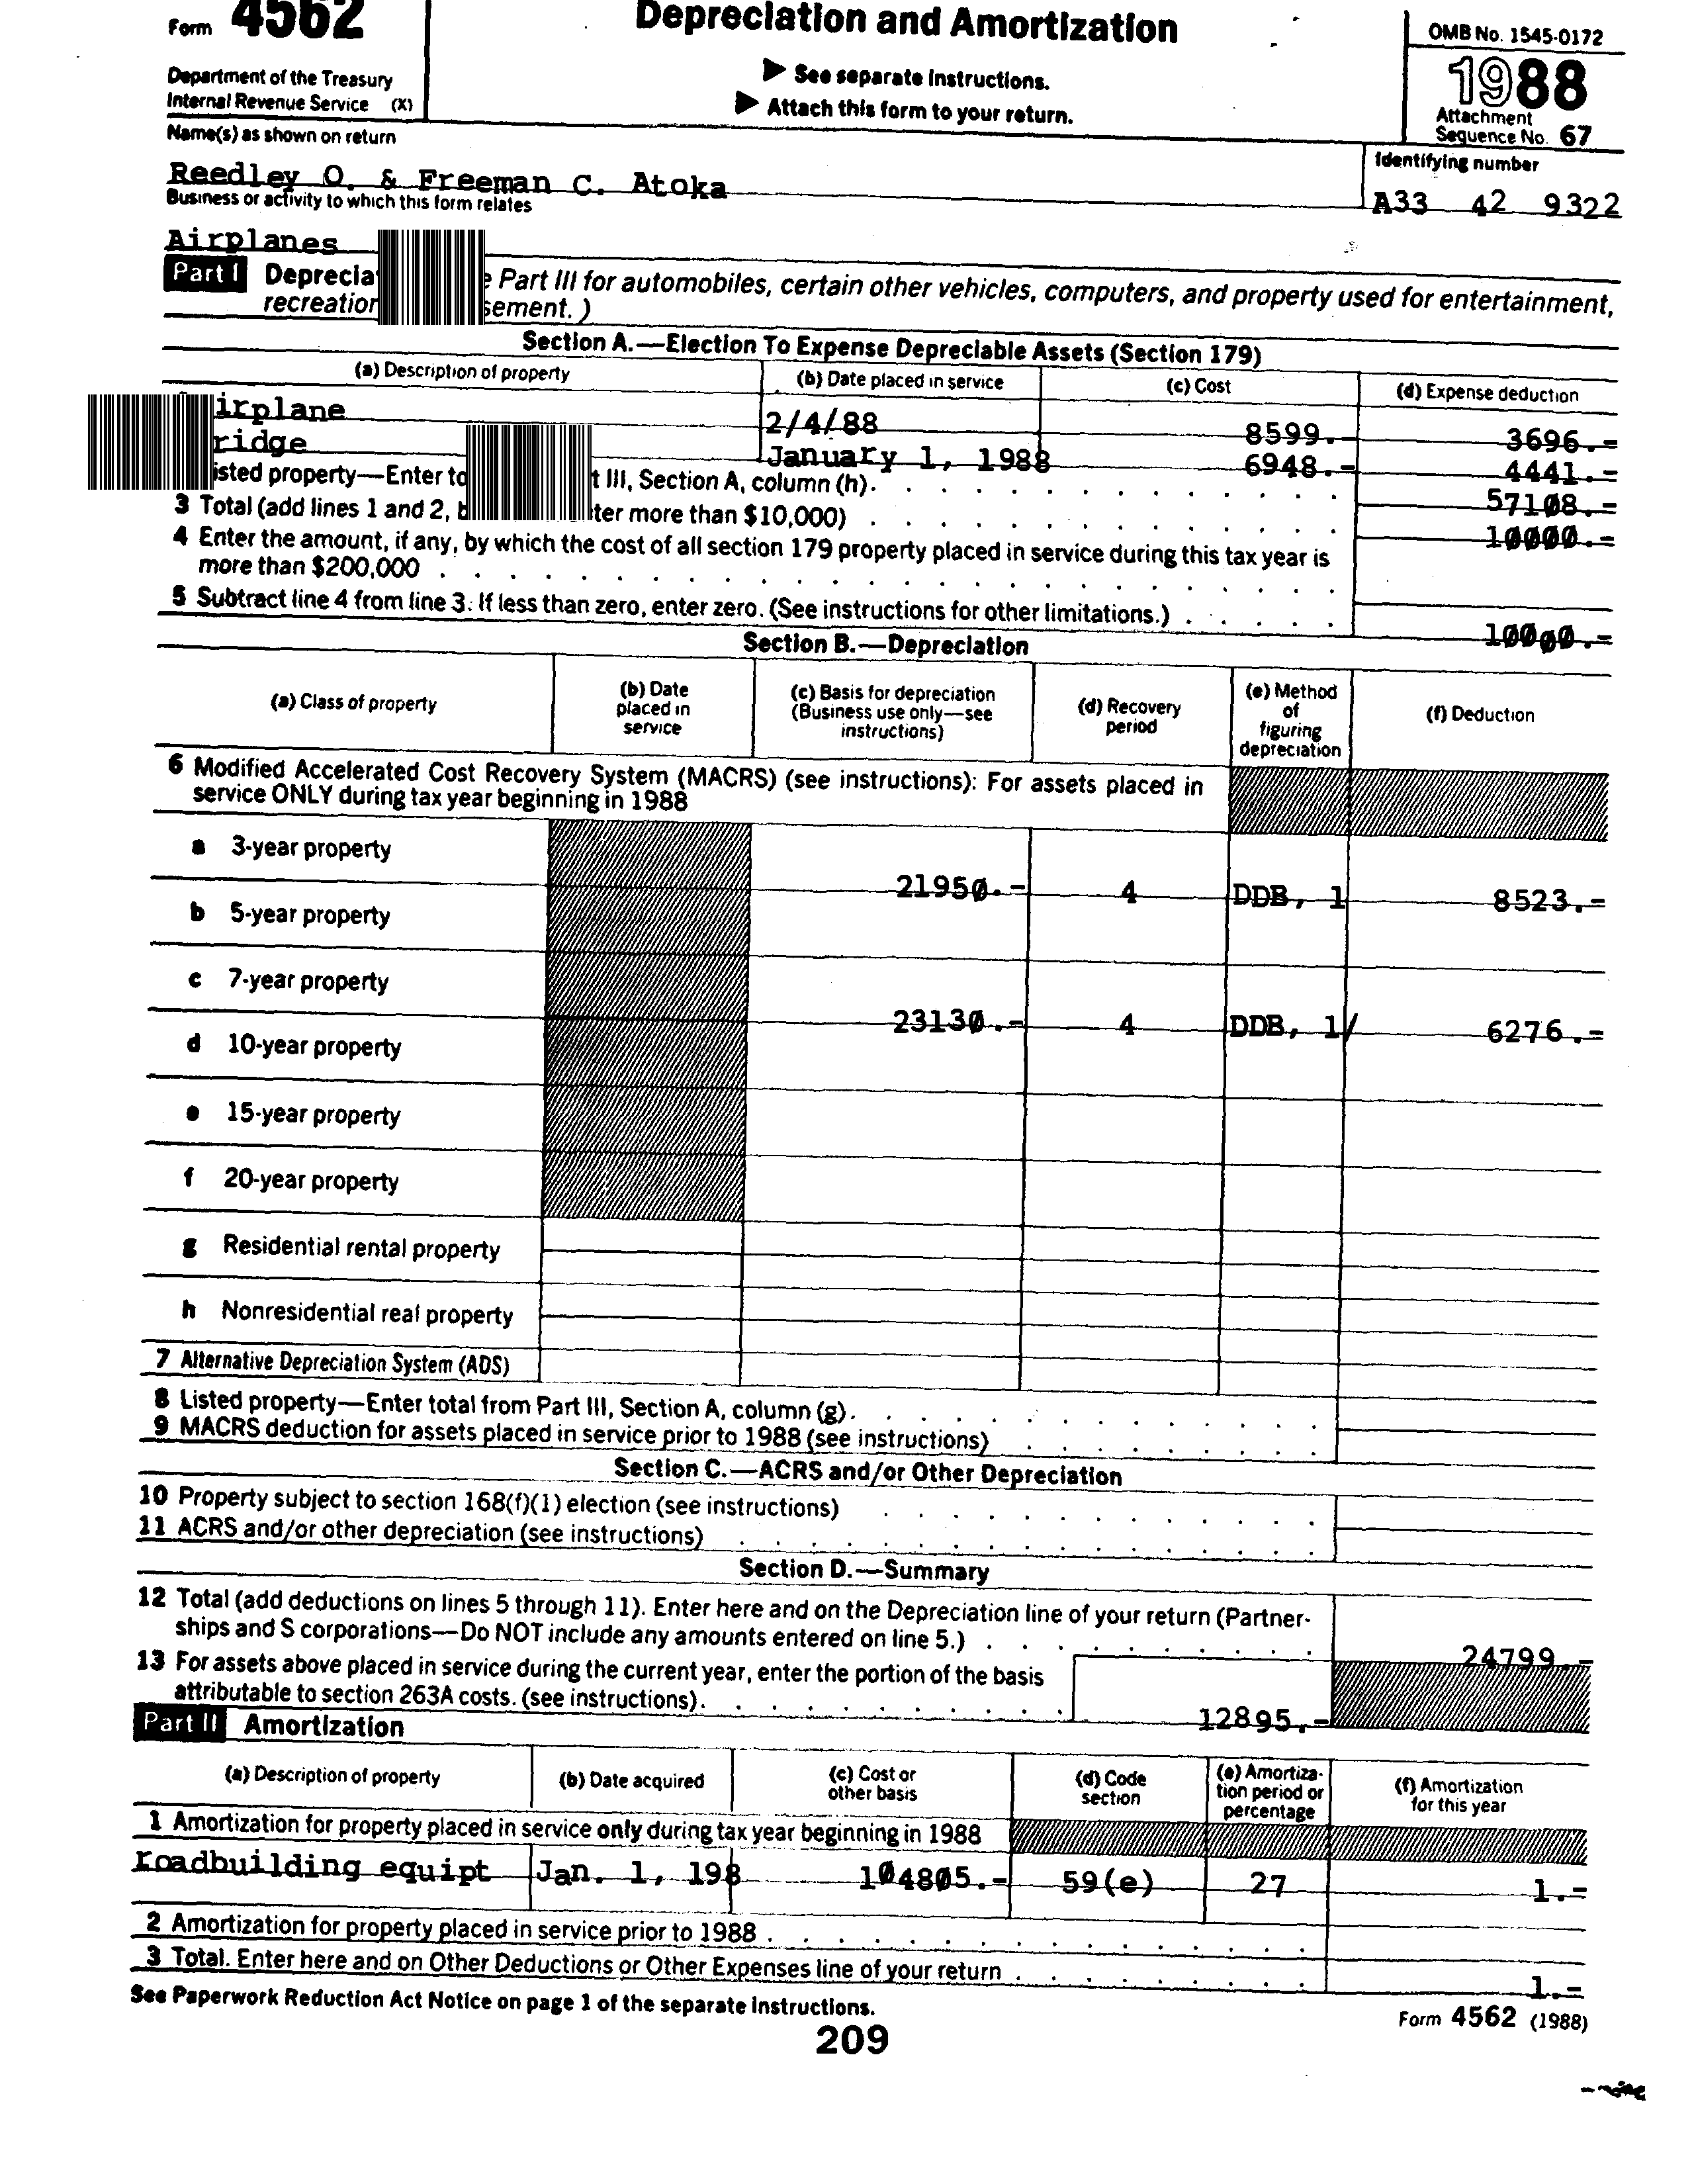 Form 4562
Depreciation and Amortization
OMB No. 1545-0172
Department of the Treasury
Internal Revenue Service (X)
▶ See separate instructions.
▶ Attach this form to your return.
1988
Attachment
Sequence No. 67
Name(s) as shown on return
Identifying number
Reedley O. & Freeman C. Atoka
A33 42 9322
Business or activity to which this form relates
Airplanes
Part I Deprecia Part III for automobiles, certain other vehicles, computers, and property used for entertainment,
recreation sement. )
Section A.—Election To Expense Depreciable Assets (Section 179)
(a) Description of property (b) Date placed in service (c) Cost (d) Expense deduction
irplane 2/4/88 8599.- 3696.-
ridge January 1, 1988 6948.- 4441.-
isted property—Enter to t III, Section A, column (h). 57108.-
3 Total (add lines 1 and 2, b ter more than $10,000) 10000.-
4 Enter the amount, if any, by which the cost of all section 179 property placed in service during this tax year is
more than $200,000
5 Subtract line 4 from line 3. If less than zero, enter zero. (See instructions for other limitations.) 10000.-
Section B.—Depreciation
(a) Class of property
(b) Date
placed in
service
(c) Basis for depreciation
(Business use only—see
instructions)
(d) Recovery
period
(e) Method
of
figuring
depreciation
(f) Deduction
6 Modified Accelerated Cost Recovery System (MACRS) (see instructions): For assets placed in
service ONLY during tax year beginning in 1988
a 3-year property 21950.- 4 DDB, 1 8523.-
b 5-year property
c 7-year property 23130.- 4 DDB, 1/ 6276.-
d 10-year property
e 15-year property
f 20-year property
g Residential rental property
h Nonresidential real property
7 Alternative Depreciation System (ADS)
8 Listed property—Enter total from Part III, Section A, column (g).
9 MACRS deduction for assets placed in service prior to 1988 (see instructions)
Section C.—ACRS and/or Other Depreciation
10 Property subject to section 168(f)(1) election (see instructions)
11 ACRS and/or other depreciation (see instructions)
Section D.—Summary
12 Total (add deductions on lines 5 through 11). Enter here and on the Depreciation line of your return (Partner-
ships and S corporations—Do NOT include any amounts entered on line 5.) 24799.-
13 For assets above placed in service during the current year, enter the portion of the basis
attributable to section 263A costs. (see instructions). 12895.-
Part II Amortization
(a) Description of property
(b) Date acquired
(c) Cost or
other basis
(d) Code
section
(e) Amortiza-
tion period or
percentage
(f) Amortization
for this year
1 Amortization for property placed in service only during tax year beginning in 1988
roadbuilding equipt Jan. 1, 198 104805.- 59(e) 27 1.-
2 Amortization for property placed in service prior to 1988
3 Total. Enter here and on Other Deductions or Other Expenses line of your return 1.-
See Paperwork Reduction Act Notice on page 1 of the separate instructions.
Form 4562 (1988)
209